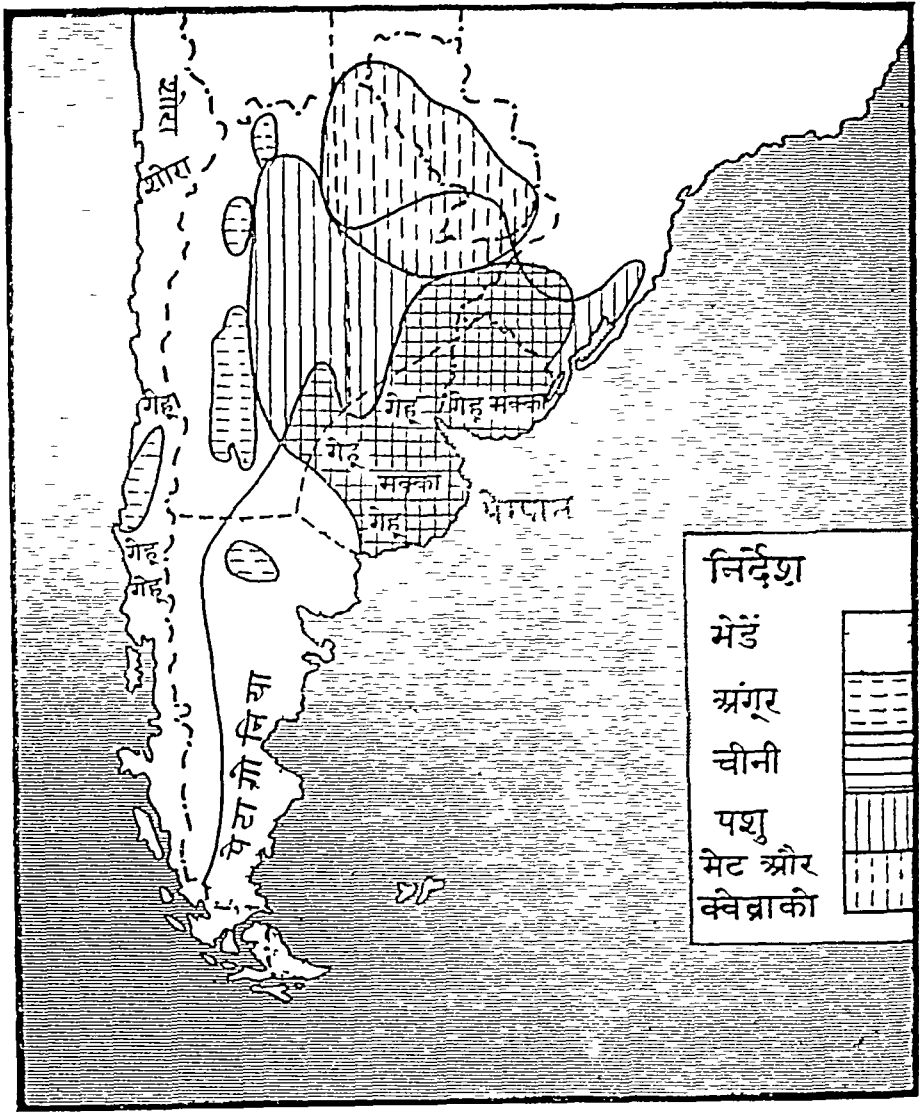 शोरा
शोरा
गेहूं
गेहूं गेहूं मक्का
गेहूं
मक्का
गेहूं
गेहूं
गेहूं
पेटागोनिया
निर्देश
भेडें
अंगूर
चीनी
पशु
मेट और
क्वेब्राको